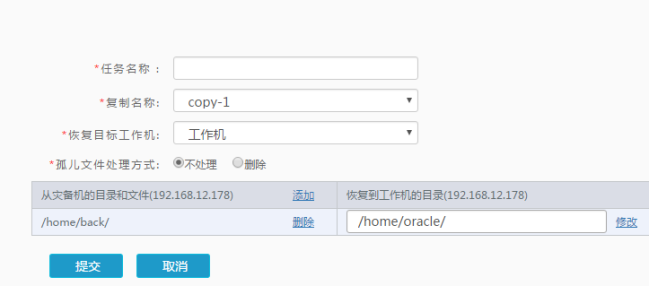 *任务名称 :
*复制名称: copy-1
*恢复目标工作机: 工作机
*孤儿文件处理方式: 不处理 删除
从灾备机的目录和文件(192.168.12.178) 添加 恢复到工作机的目录(192.168.12.178)
/home/back/ 删除 /home/oracle/ 修改
提交 取消